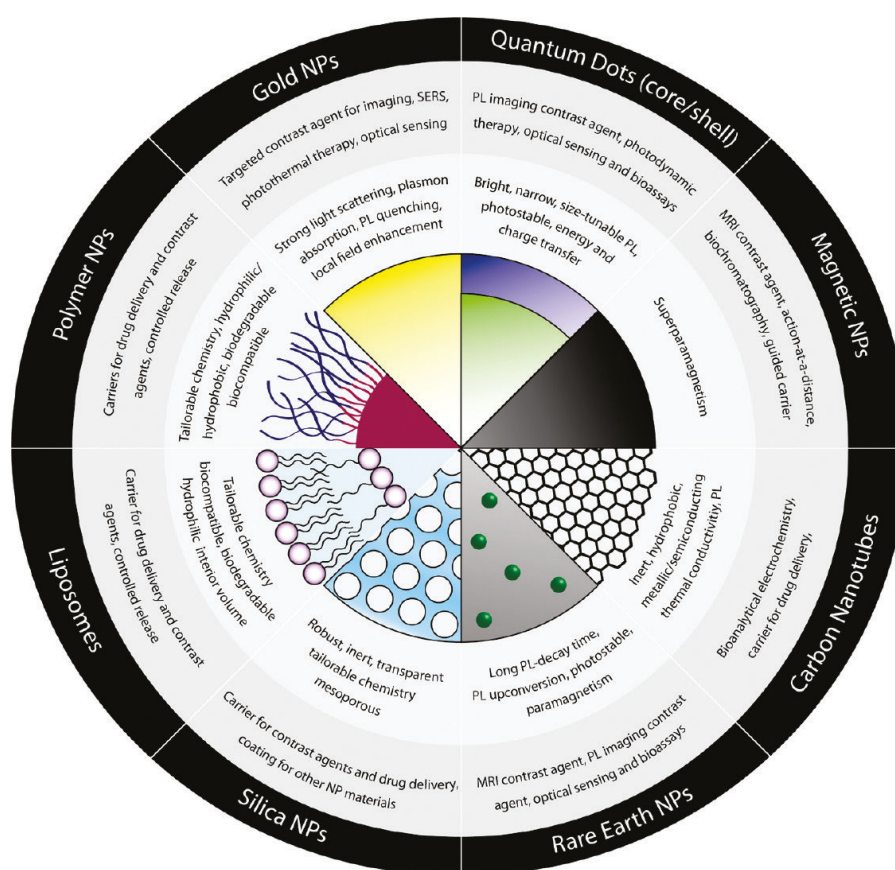 Gold NPs
Targeted contrast agent for imaging, SERS,
photothermal therapy, optical sensing
Strong light scattering, plasmon
absorption, PL quenching,
local field enhancement
Quantum Dots (core/shell)
PL imaging contrast agent, photodynamic
therapy, optical sensing and bioassays
Bright, narrow, size-tunable PL,
photostable, energy and
charge transfer
Magnetic NPs
MRI contrast agent, action-at-a-distance,
biochromatography, guided carrier
Superparamagnetism
Carbon Nanotubes
Bioanalytical electrochemistry,
carrier for drug delivery,
Inert, hydrophobic,
metallic/semiconducting
thermal conductivitiy, PL
Rare Earth NPs
MRI contrast agent, PL imaging contrast
agent, optical sensing and bioassays
Long PL-decay time,
PL upconversion, photostable,
paramagnetism
Silica NPs
Carrier for contrast agents and drug delivery,
coating for other NP materials
Robust, inert, transparent
tailorable chemistry
mesoporous
Liposomes
Carrier for drug delivery and contrast
agents, controlled release
Tailorable chemistry
biocompatible, biodegradable
hydrophillic interior volume
Polymer NPs
Carriers for drug delivery and contrast
agents, controlled release
Tailorable chemistry, hydrophilic/
hydrophobic, biodegradable
biocompatible